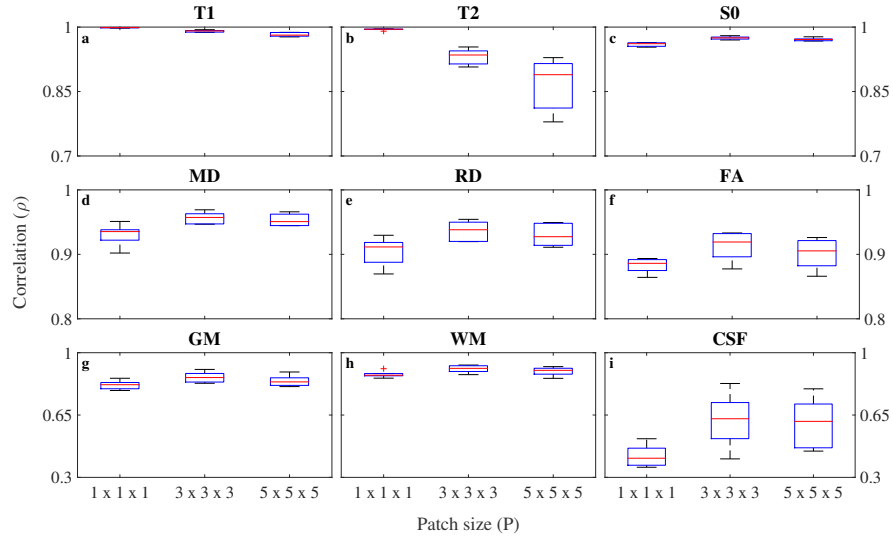 T1 T2 S0
a b c
1 1
0.85 0.85
0.7 0.7
MD RD FA
d e f
1 1
0.9 0.9
0.8 0.8
Correlation (ρ)
GM WM CSF
g h i
1 1
0.65 0.65
0.3 0.3
1 x 1 x 1 3 x 3 x 3 5 x 5 x 5 1 x 1 x 1 3 x 3 x 3 5 x 5 x 5 1 x 1 x 1 3 x 3 x 3 5 x 5 x 5
Patch size (P)